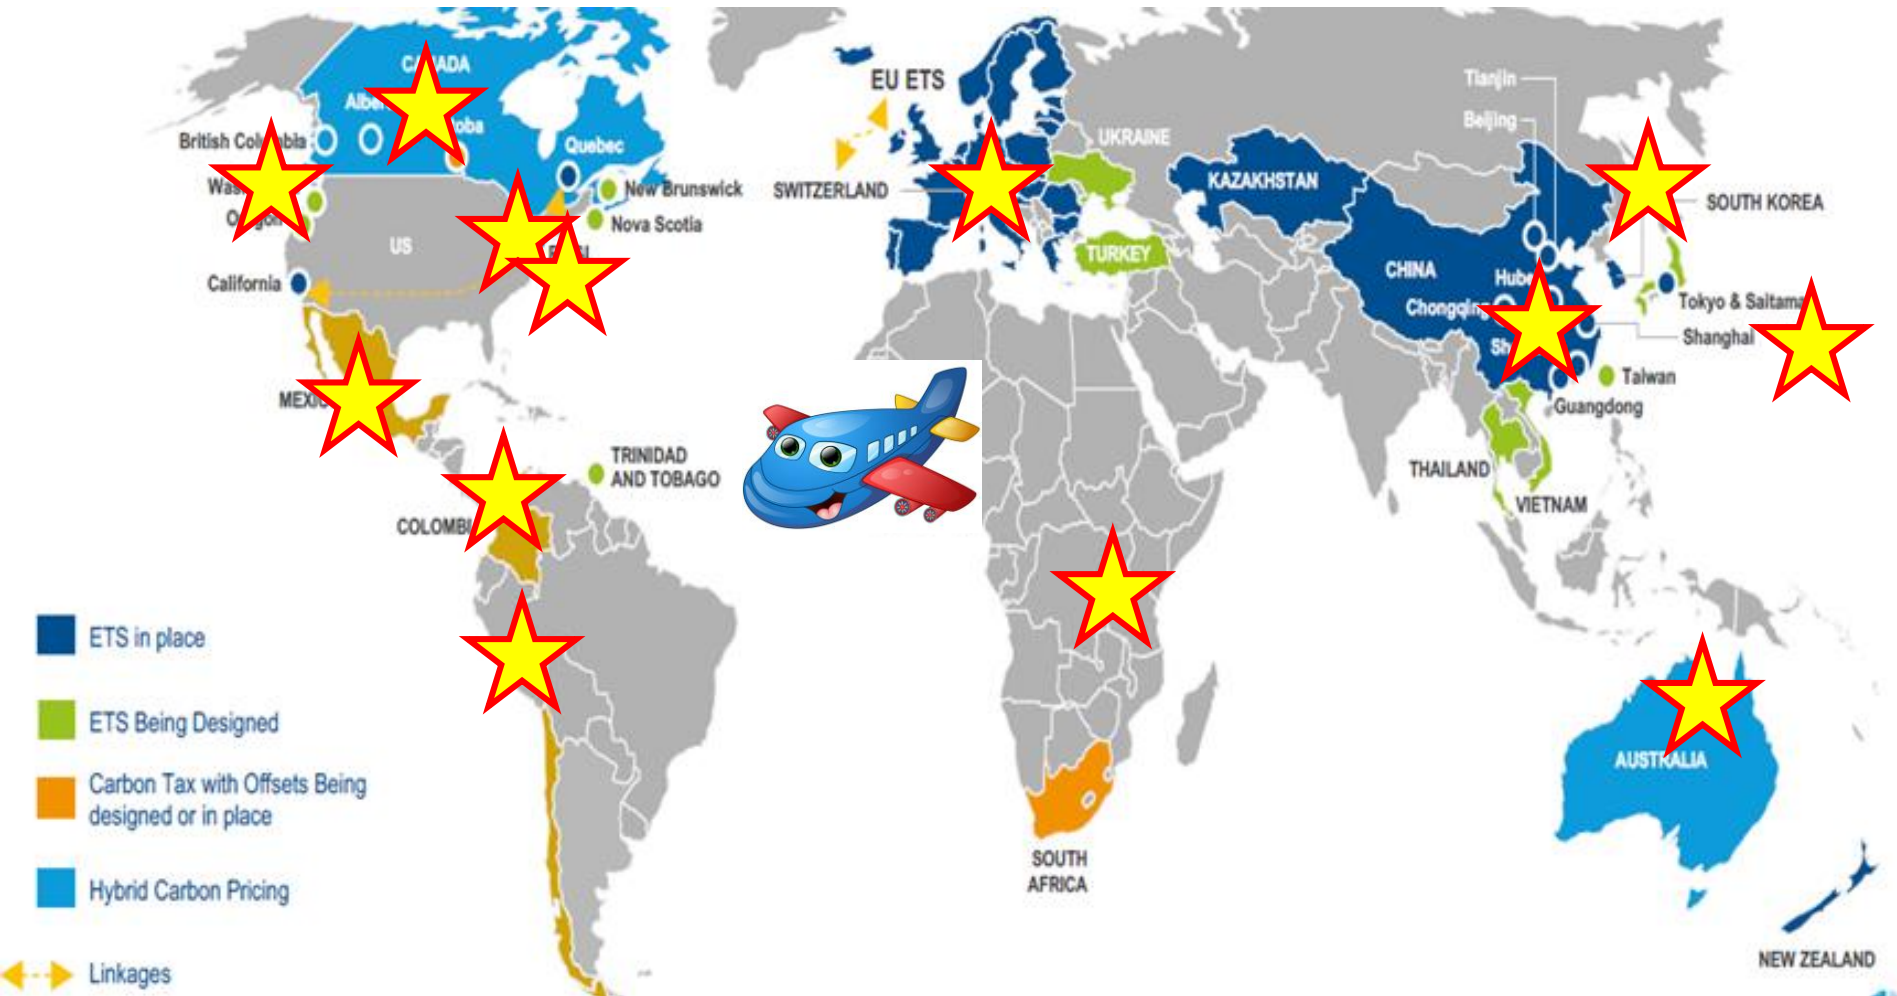 CANADA
EU ETS
Tianjin
Beijing
British Columbia
Quebec
UKRAINE
New Brunswick
SWITZERLAND
KAZAKHSTAN
SOUTH KOREA
Nova Scotia
US
TURKEY
CHINA
California
Chongqing
Tokyo & Saitama
Shanghai
Taiwan
Guangdong
TRINIDAD
AND TOBAGO
THAILAND
VIETNAM
ETS in place
ETS Being Designed
AUSTRALIA
Carbon Tax with Offsets Being
designed or in place
SOUTH
AFRICA
Hybrid Carbon Pricing
NEW ZEALAND
Linkages